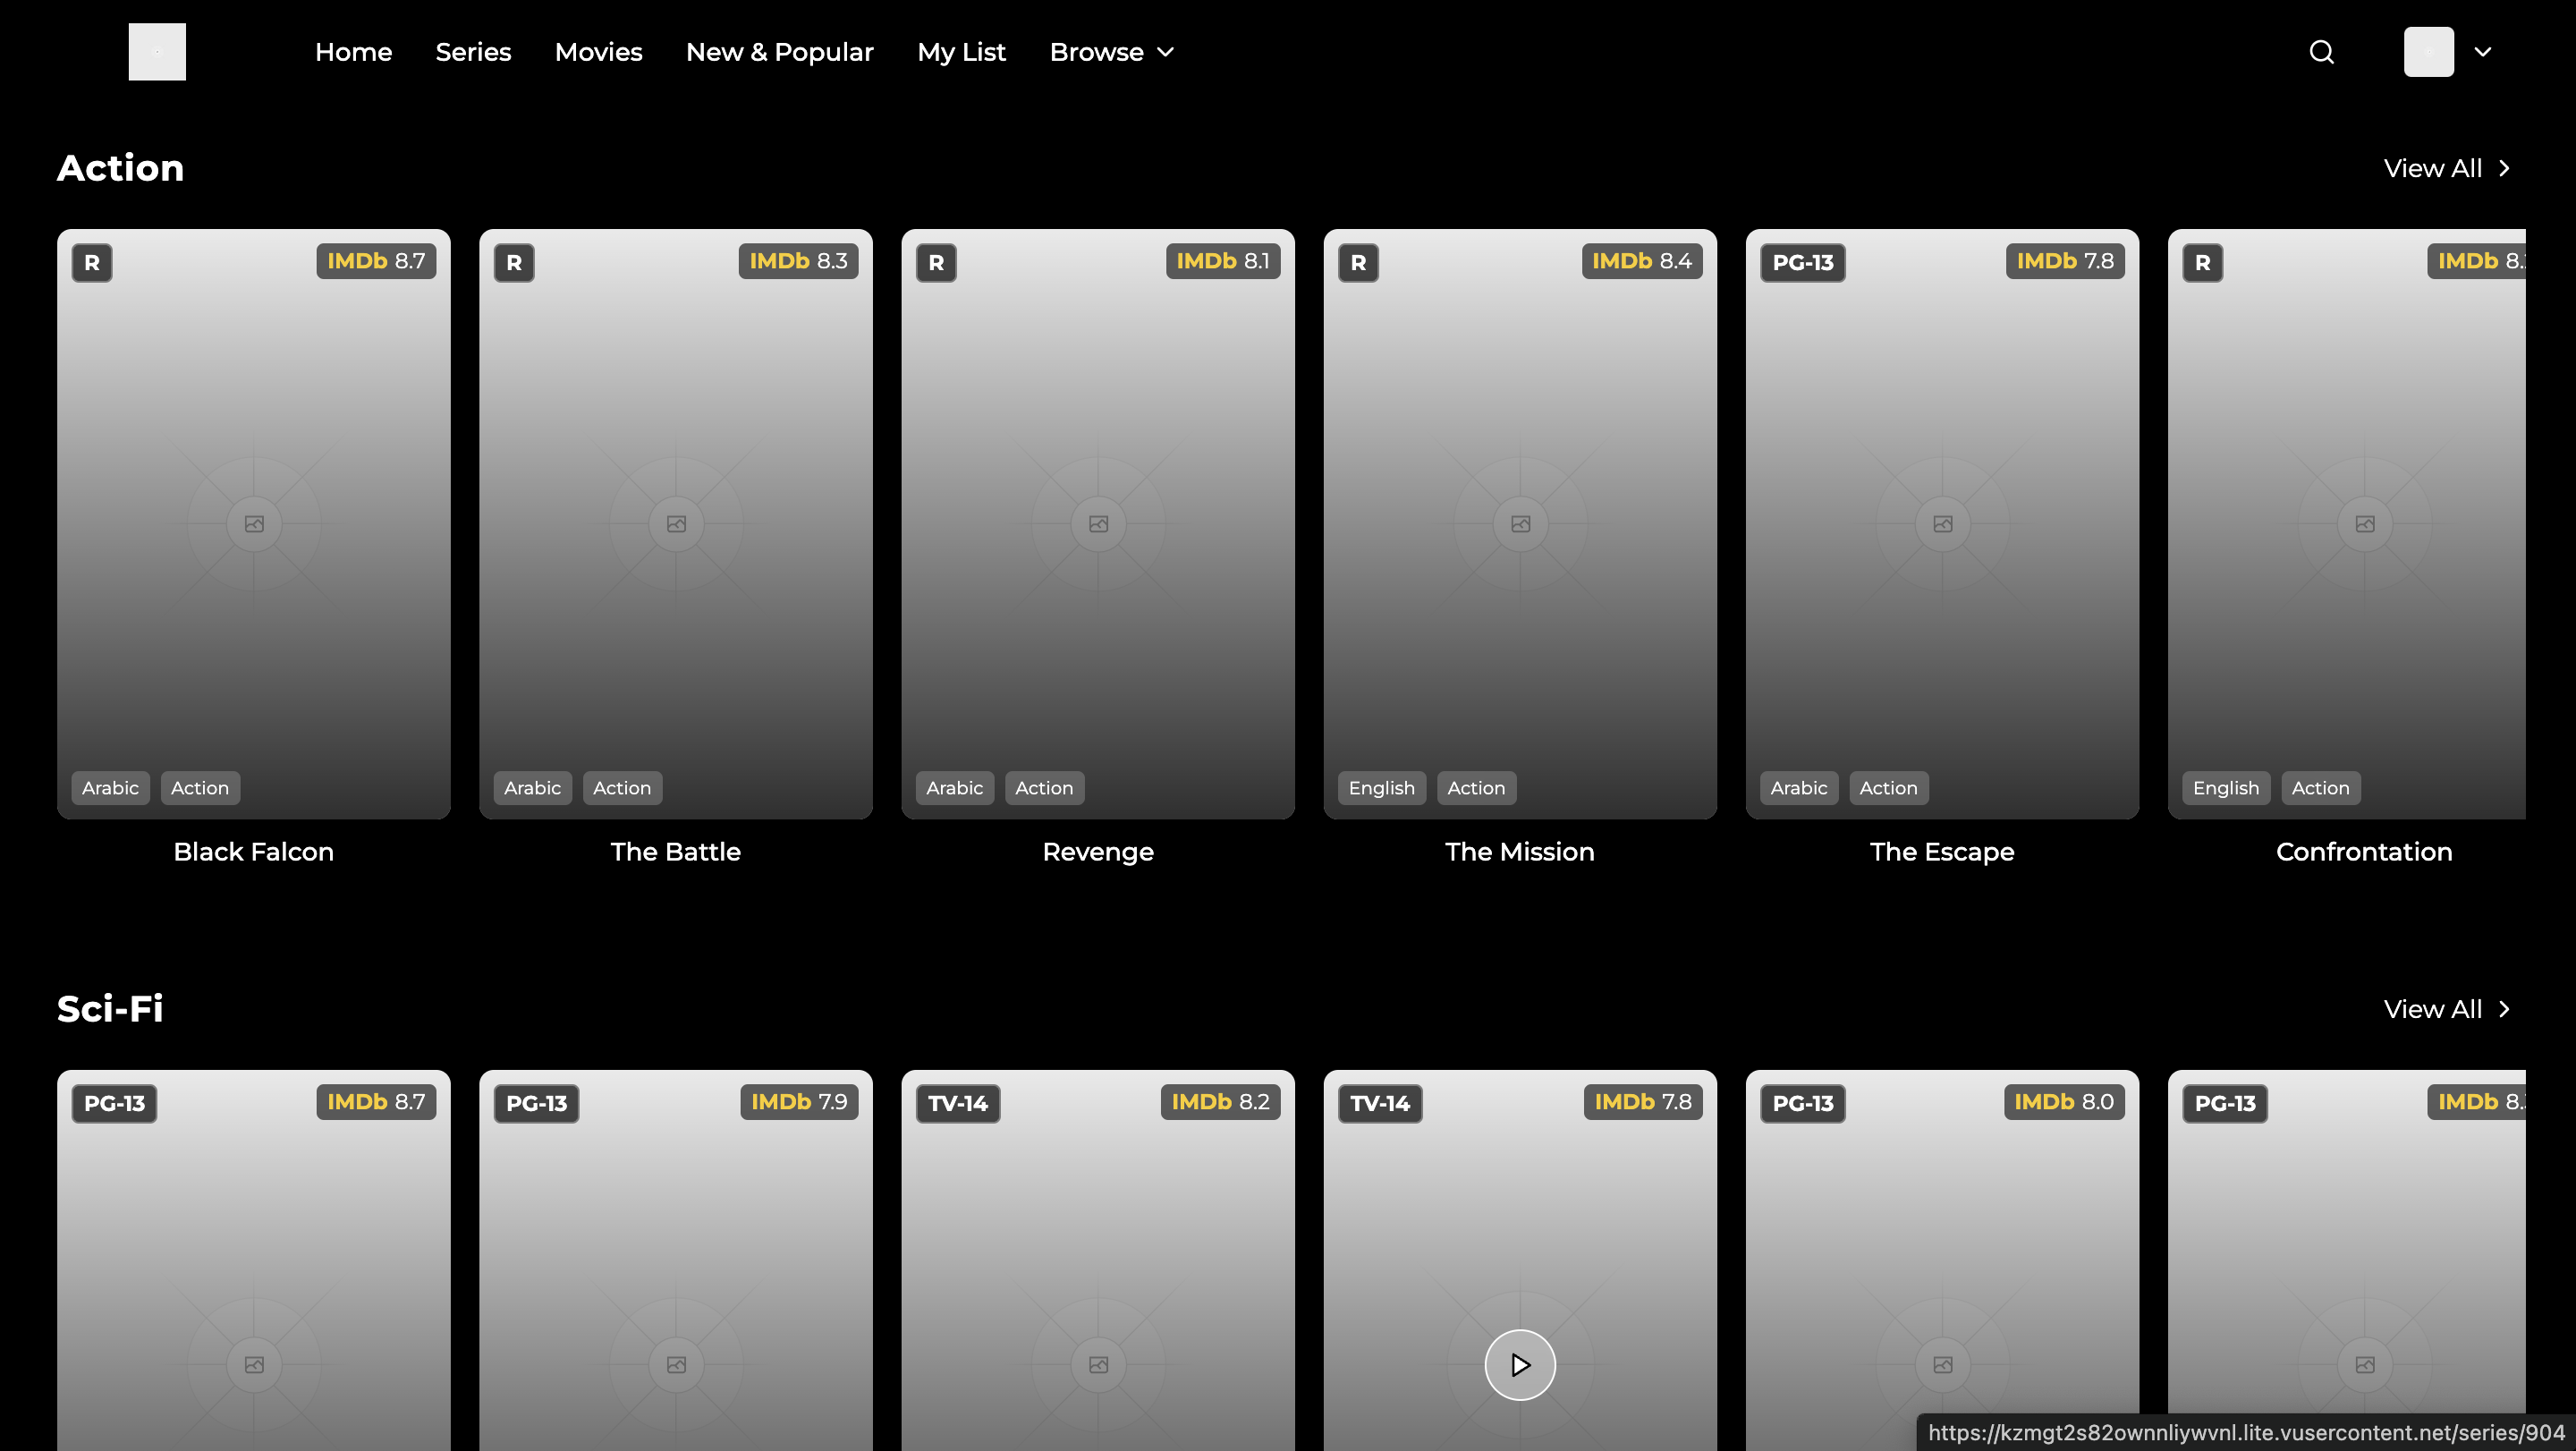 Home Series Movies New & Popular My List Browse
Action
View All
R IMDb 8.7 R IMDb 8.3 R IMDb 8.1 R IMDb 8.4 PG-13 IMDb 7.8 R IMDb
Arabic Action Arabic Action Arabic Action English Action Arabic Action English Action
Black Falcon The Battle Revenge The Mission The Escape Confrontation
Sci-Fi
View All
PG-13 IMDb 8.7 PG-13 IMDb 7.9 TV-14 IMDb 8.2 TV-14 IMDb 7.8 PG-13 IMDb 8.0 PG-13 IMDb
https://kzmgt2s82ownnliywvnl.lite.vusercontent.net/series/904